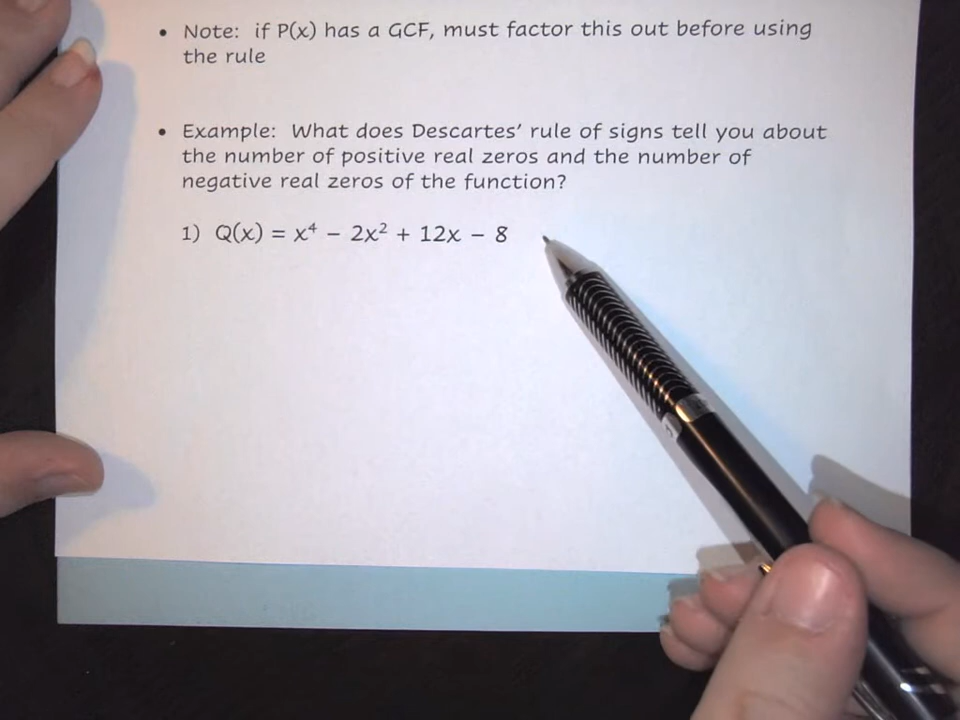 • Note: if P(x) has a GCF, must factor this out before using
the rule
• Example: What does Descartes’ rule of signs tell you about
the number of positive real zeros and the number of
negative real zeros of the function?
1) Q(x) = x⁴ − 2x² + 12x − 8